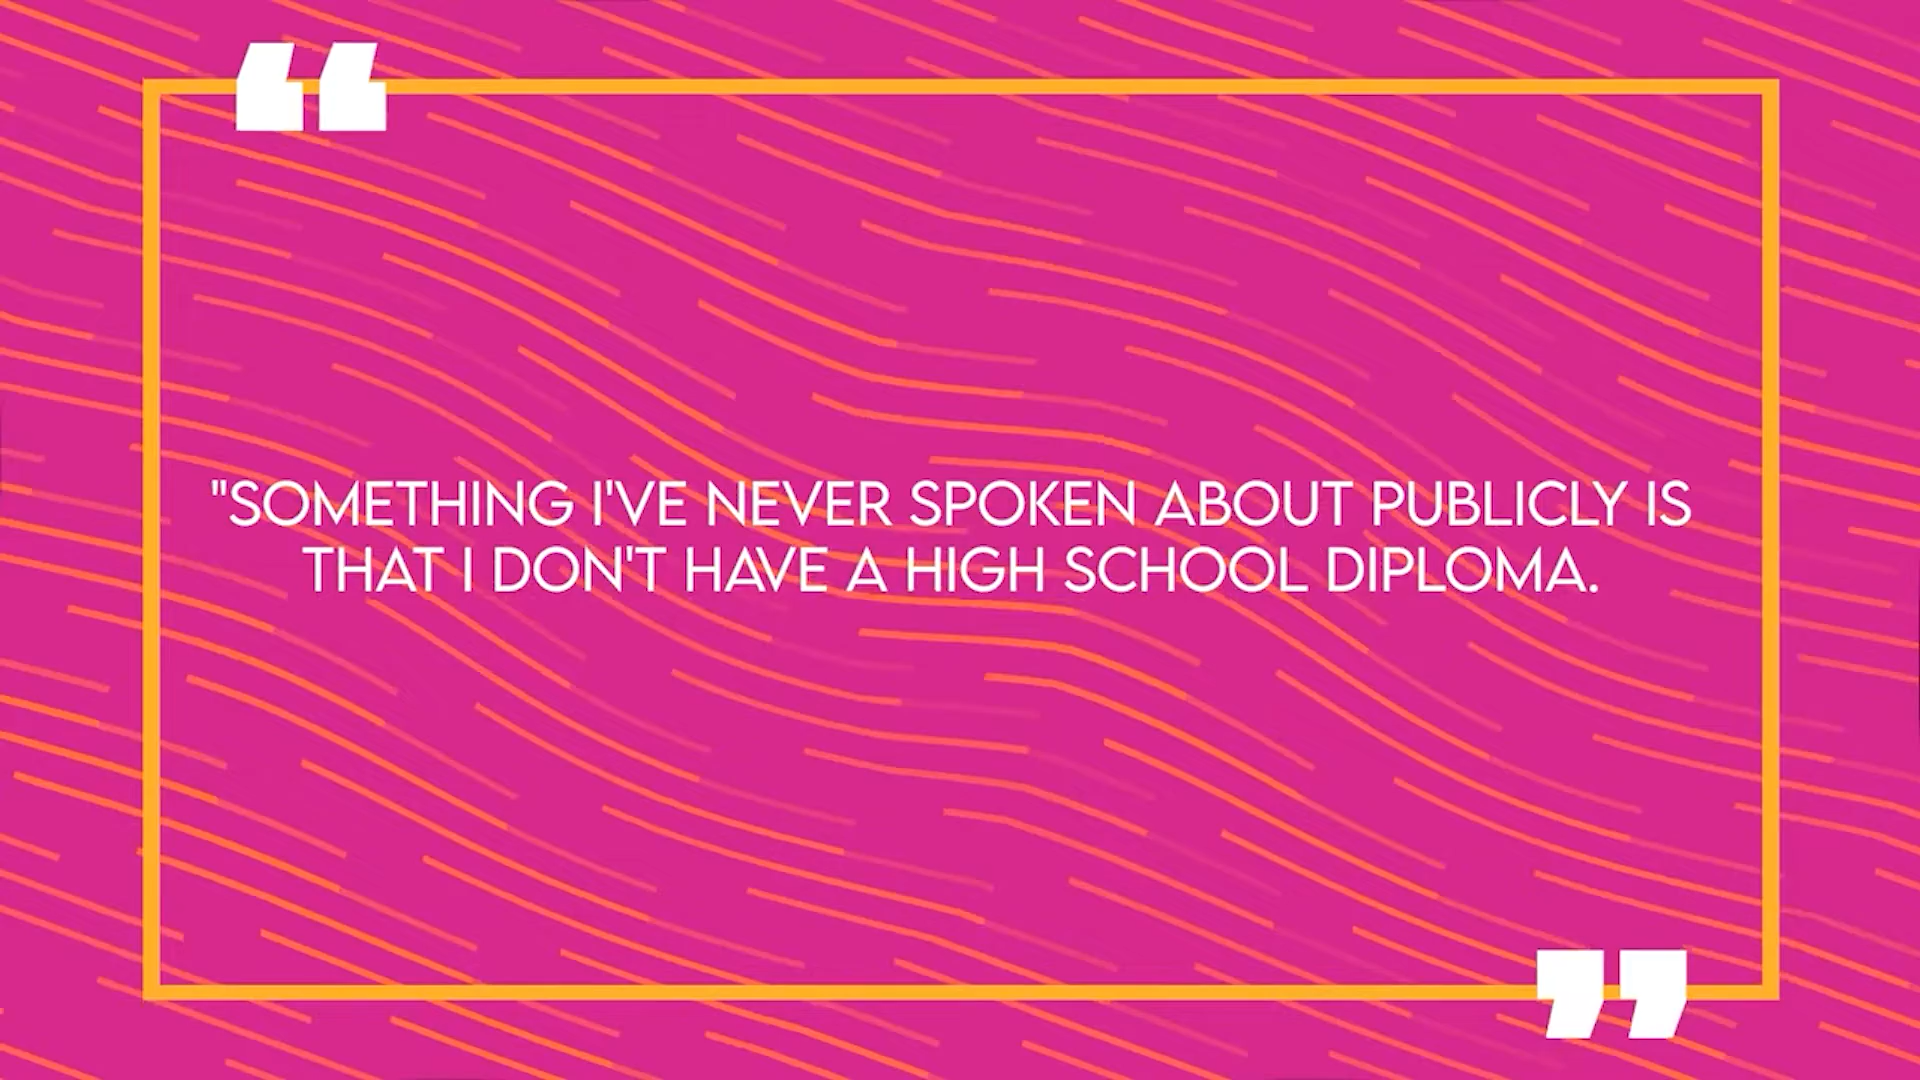 "SOMETHING I'VE NEVER SPOKEN ABOUT PUBLICLY IS
THAT I DON'T HAVE A HIGH SCHOOL DIPLOMA.